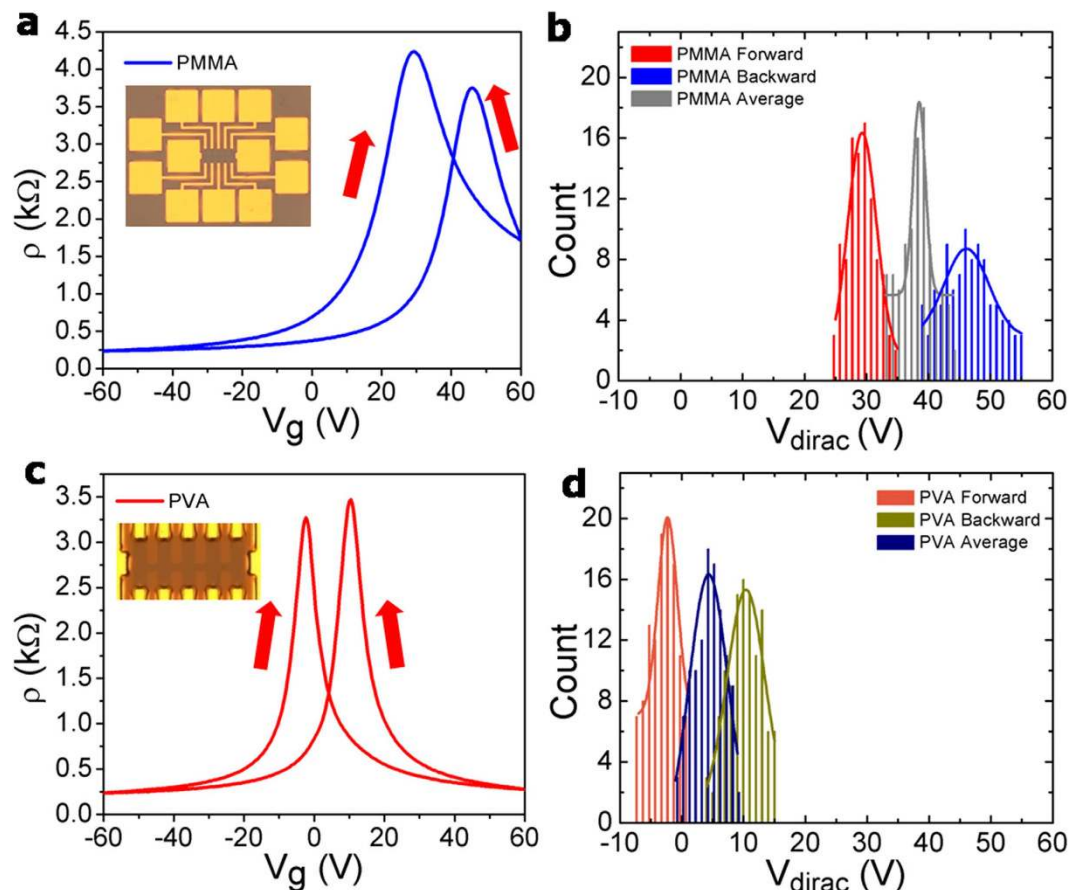 a
4.5
4.0
3.5
3.0
2.5
2.0
1.5
1.0
0.5
0.0
ρ (kΩ)
PMMA
-60 -40 -20 0 20 40 60
Vg (V)
b
PMMA Forward
PMMA Backward
PMMA Average
20
16
12
8
4
0
Count
-10 0 10 20 30 40 50 60
Vdirac (V)
c
3.5
3.0
2.5
2.0
1.5
1.0
0.5
0.0
ρ (kΩ)
PVA
-60 -40 -20 0 20 40 60
Vg (V)
d
PVA Forward
PVA Backward
PVA Average
20
16
12
8
4
0
Count
-10 0 10 20 30 40 50 60
Vdirac (V)